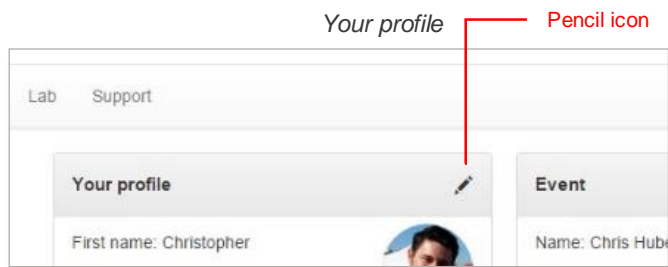 Your profile Pencil icon
Lab Support
Your profile Event
First name: Christopher Name: Chris Hube